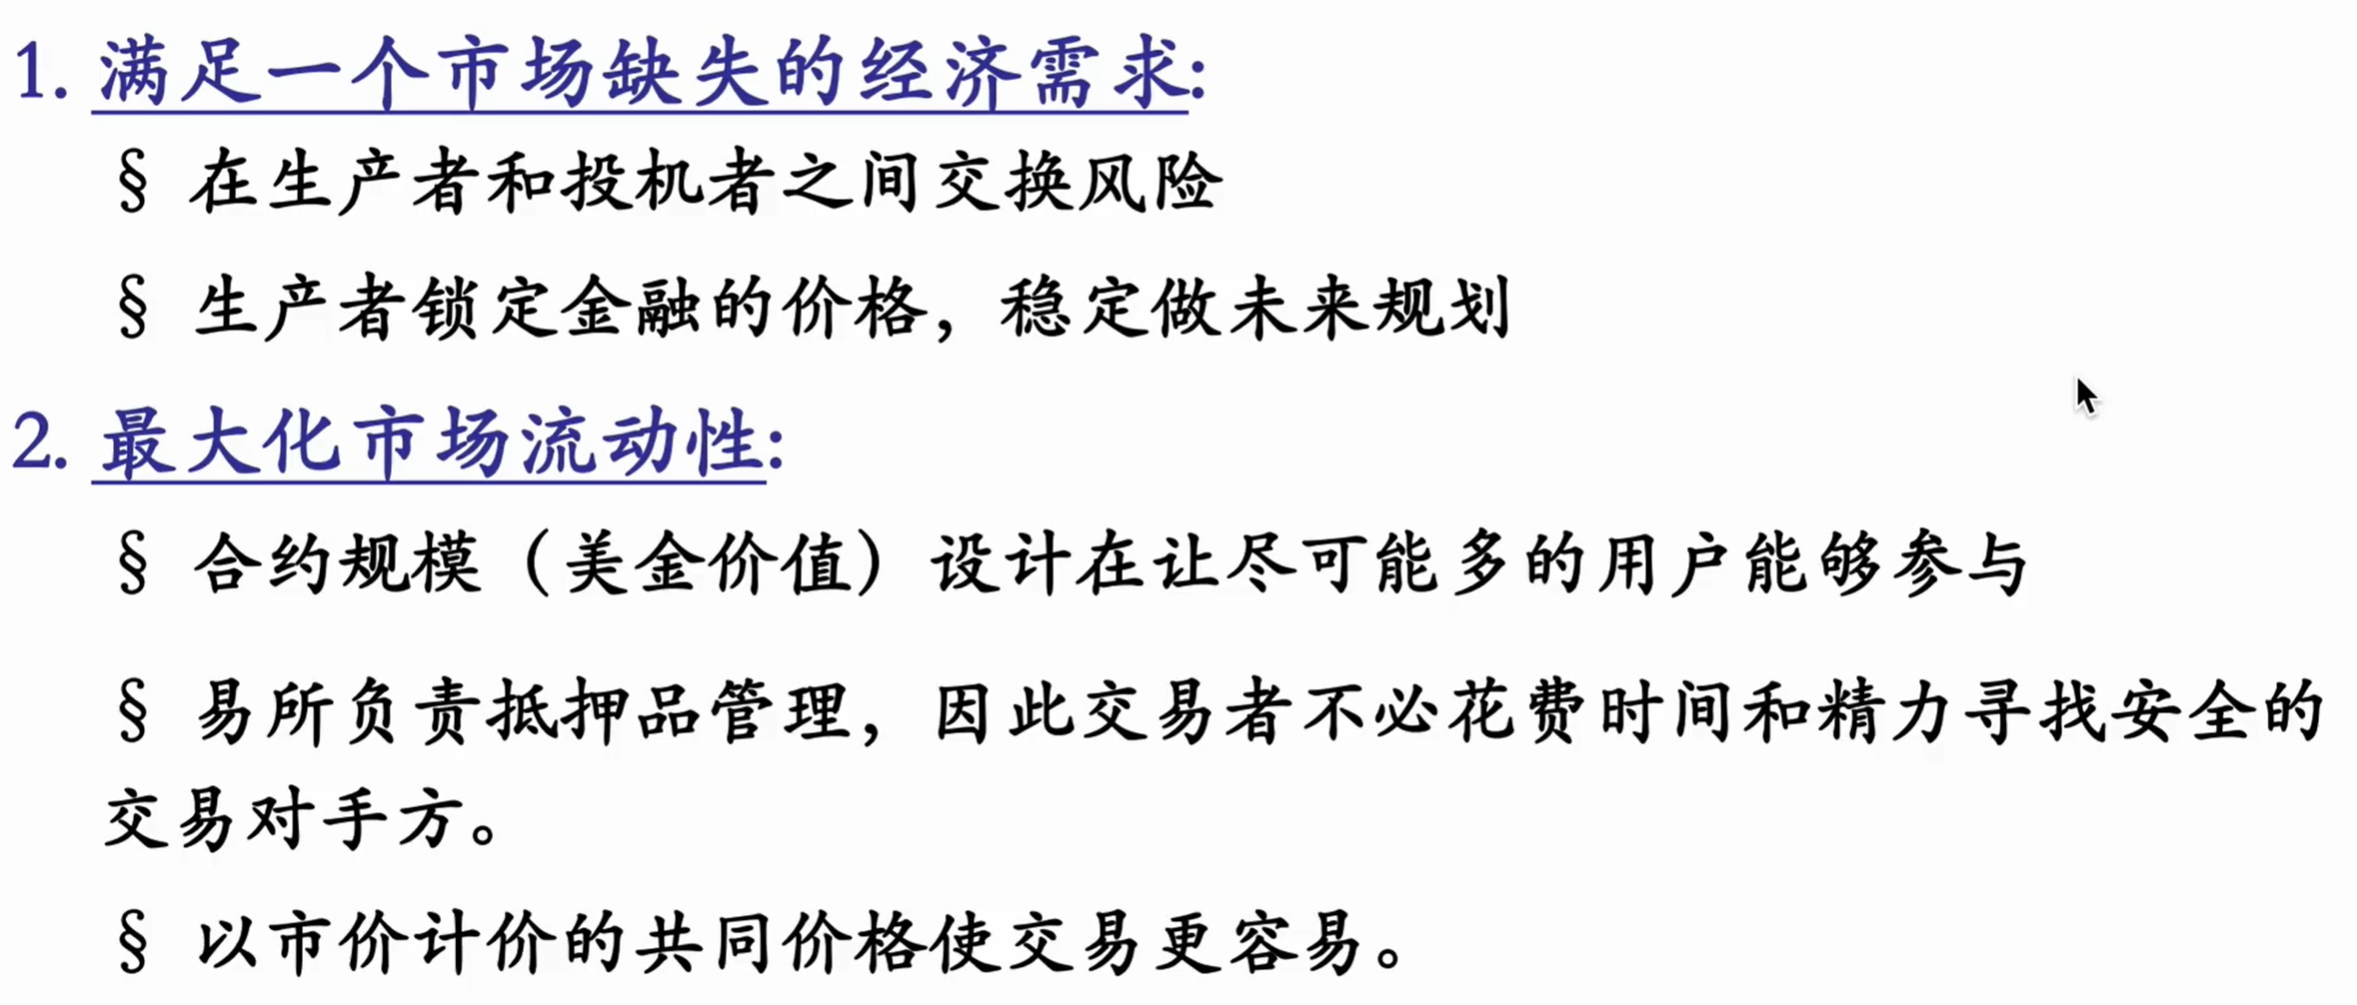 1. 满足一个市场缺失的经济需求:
§ 在生产者和投机者之间交换风险
§ 生产者锁定金融的价格，稳定做未来规划
2. 最大化市场流动性:
§ 合约规模（美金价值）设计在让尽可能多的用户能够参与
§ 易所负责抵押品管理，因此交易者不必花费时间和精力寻找安全的
交易对手方。
§ 以市价计价的共同价格使交易更容易。